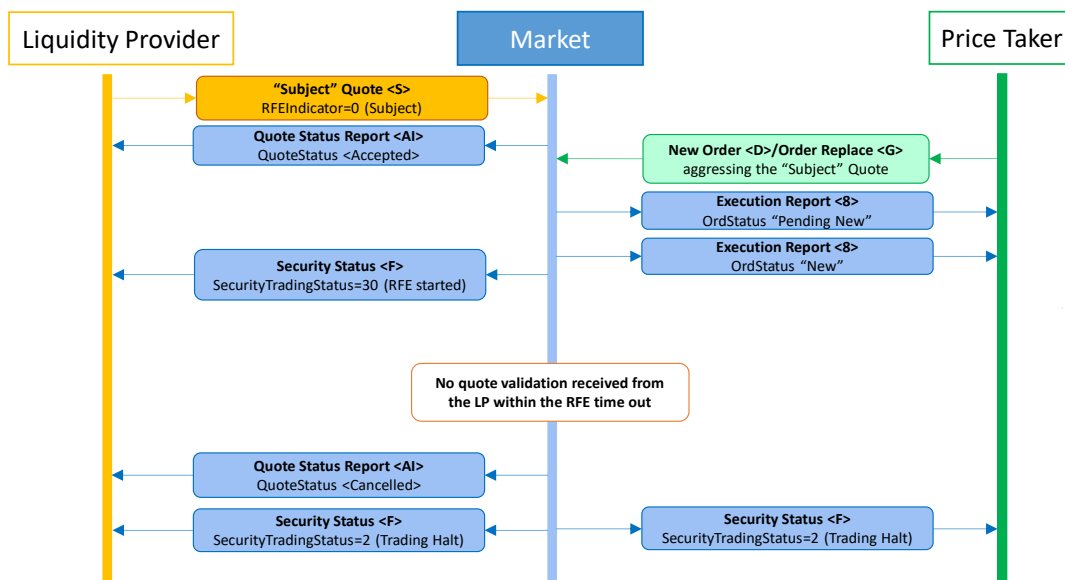 Liquidity Provider
Market
Price Taker
“Subject” Quote <S>
RFEIndicator=0 (Subject)
Quote Status Report <AI>
QuoteStatus <Accepted>
New Order <D>/Order Replace <G>
aggressing the “Subject” Quote
Execution Report <8>
OrdStatus “Pending New”
Execution Report <8>
OrdStatus “New”
Security Status <F>
SecurityTradingStatus=30 (RFE started)
No quote validation received from
the LP within the RFE time out
Quote Status Report <AI>
QuoteStatus <Cancelled>
Security Status <F>
SecurityTradingStatus=2 (Trading Halt)
Security Status <F>
SecurityTradingStatus=2 (Trading Halt)